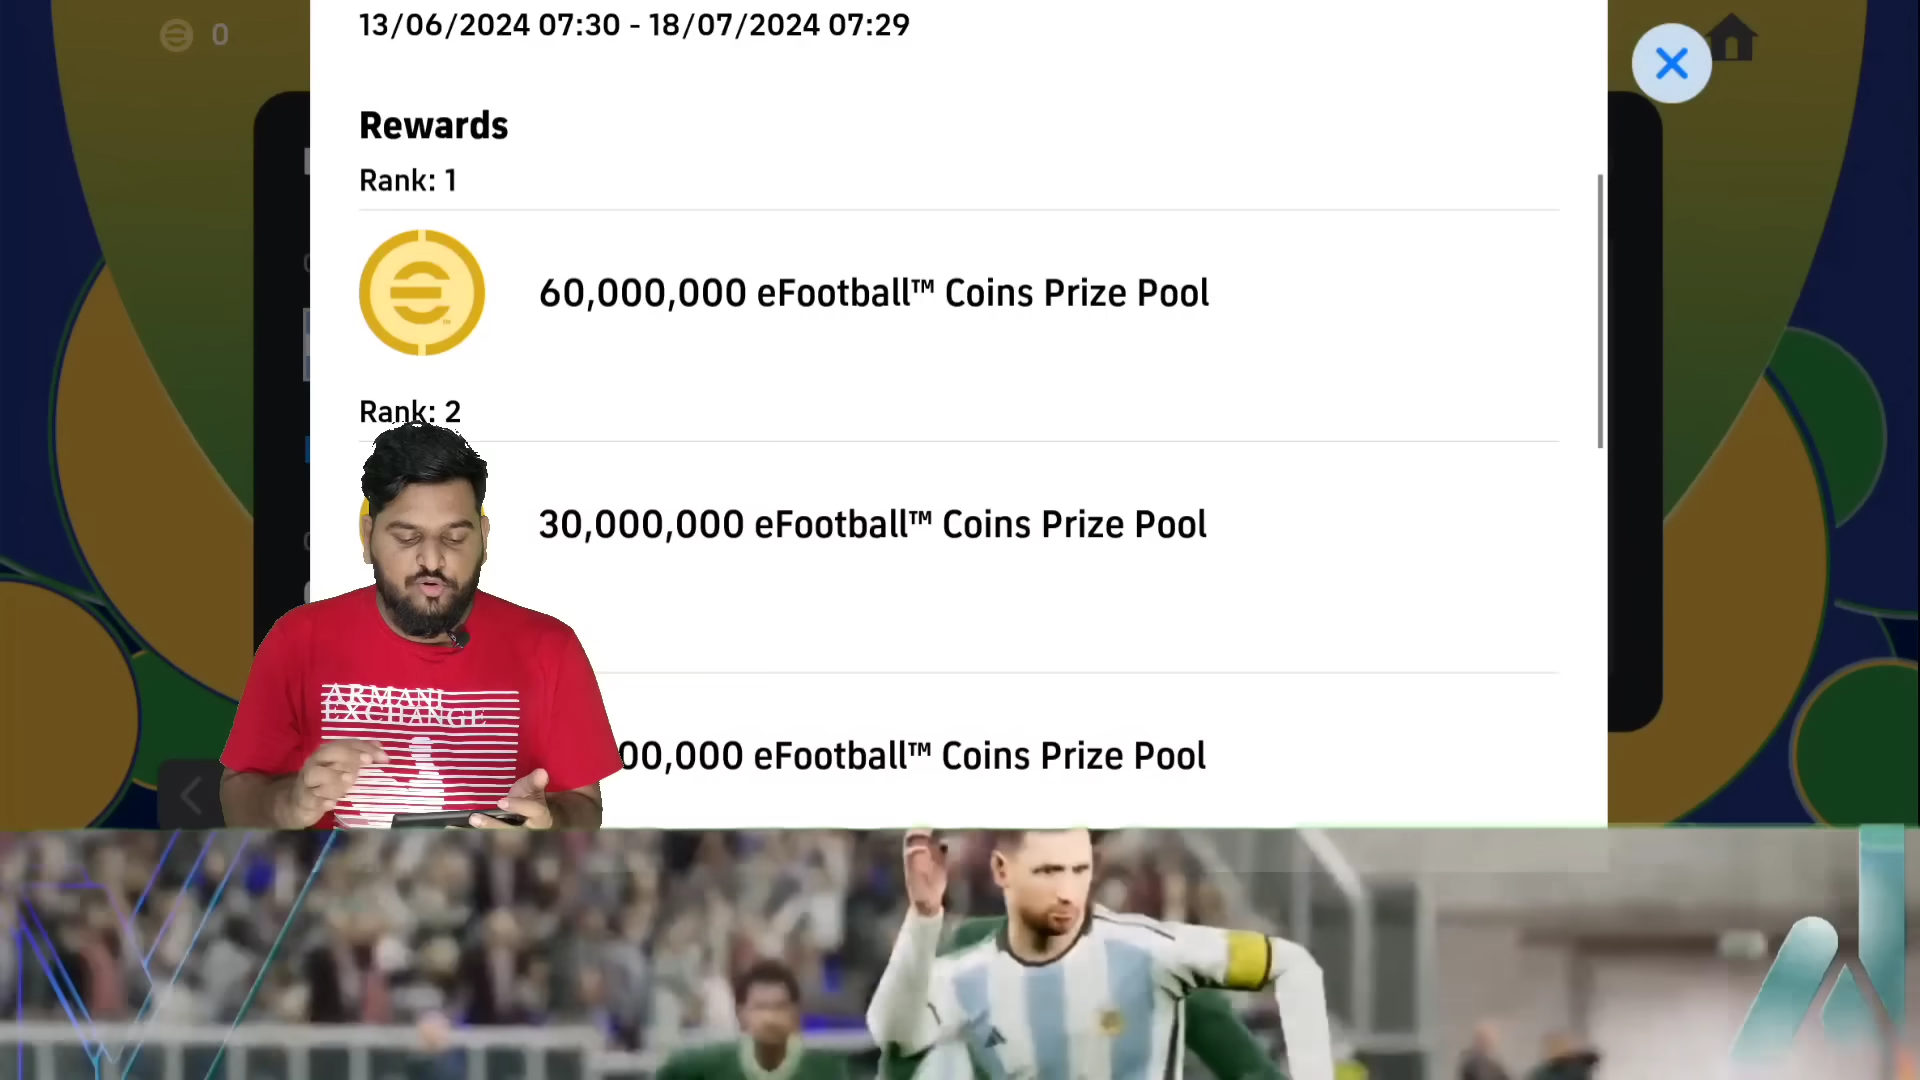 0
13/06/2024 07:30 - 18/07/2024 07:29
Rewards
Rank: 1
60,000,000 eFootball™ Coins Prize Pool
Rank: 2
30,000,000 eFootball™ Coins Prize Pool
00,000 eFootball™ Coins Prize Pool
ARMANI
EXCHANGE